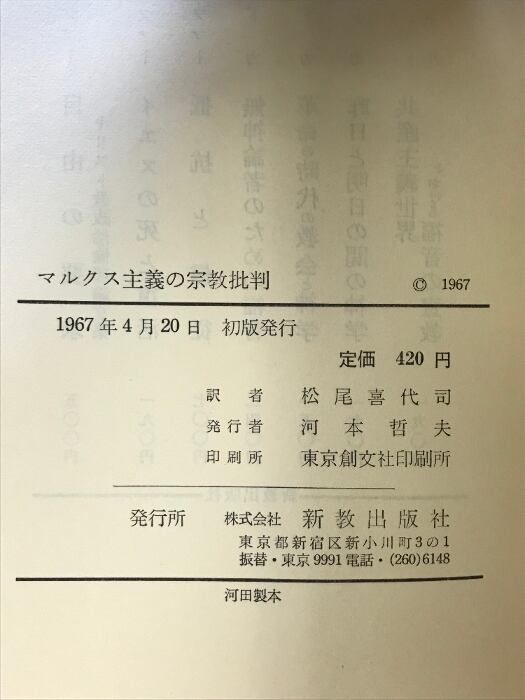 マルクス主義の宗教批判 © 1967
1967年4月20日 初版発行
定価 420円
訳者 松尾喜代司
発行者 河本哲夫
印刷所 東京創文社印刷所
発行所 株式会社 新教出版社
東京都新宿区新小川町3の1
振替・東京9991電話・(260)6148
河田製本